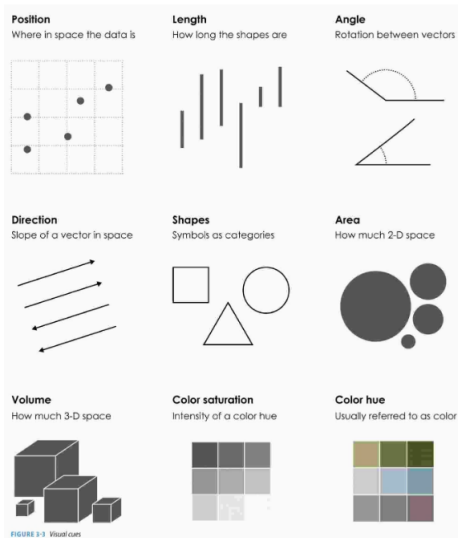 Position
Where in space the data is
Length
How long the shapes are
Angle
Rotation between vectors
Direction
Slope of a vector in space
Shapes
Symbols as categories
Area
How much 2-D space
Volume
How much 3-D space
Color saturation
Intensity of a color hue
Color hue
Usually referred to as color
FIGURE 3-3 Visual cues